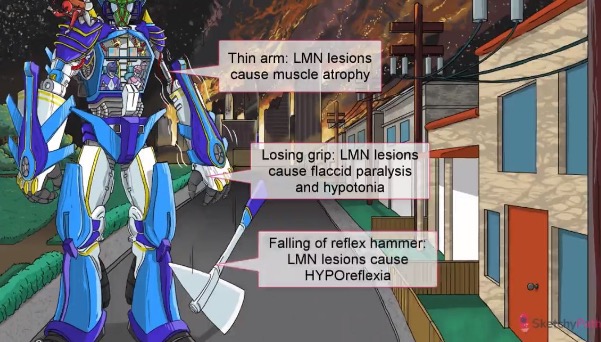 Thin arm: LMN lesions
cause muscle atrophy
Losing grip: LMN lesions
cause flaccid paralysis
and hypotonia
Falling of reflex hammer:
LMN lesions cause
HYPOreflexia